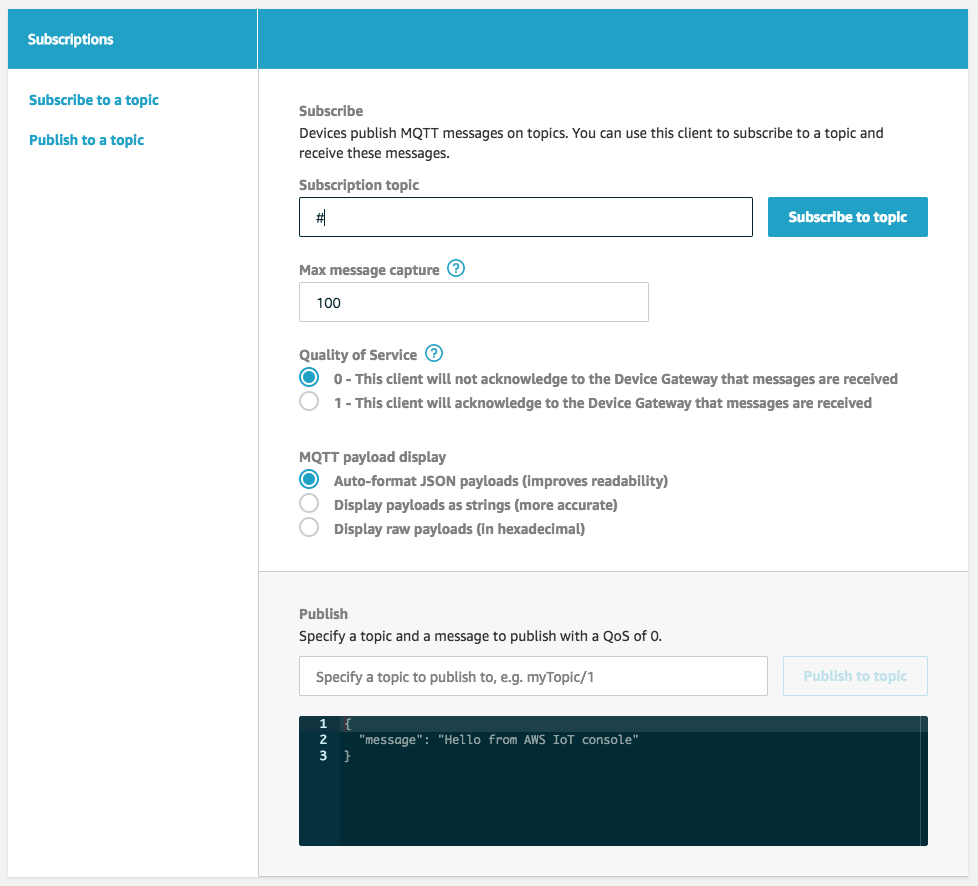 Subscriptions
Subscribe to a topic
Publish to a topic
Subscribe
Devices publish MQTT messages on topics. You can use this client to subscribe to a topic and
receive these messages.
Subscription topic
#
Subscribe to topic
Max message capture ?
100
Quality of Service ?
0 - This client will not acknowledge to the Device Gateway that messages are received
1 - This client will acknowledge to the Device Gateway that messages are received
MQTT payload display
Auto-format JSON payloads (improves readability)
Display payloads as strings (more accurate)
Display raw payloads (in hexadecimal)
Publish
Specify a topic and a message to publish with a QoS of 0.
Specify a topic to publish to, e.g. myTopic/1
Publish to topic
1 {
2 "message": "Hello from AWS IoT console"
3 }